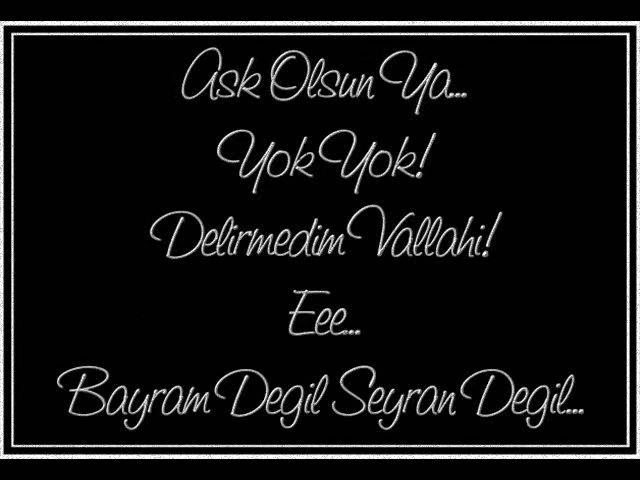 Ask Olsun Ya...
Yok Yok!
Delirmedim Vallahi!
Eee...
Bayram Degil Seyran Degil...